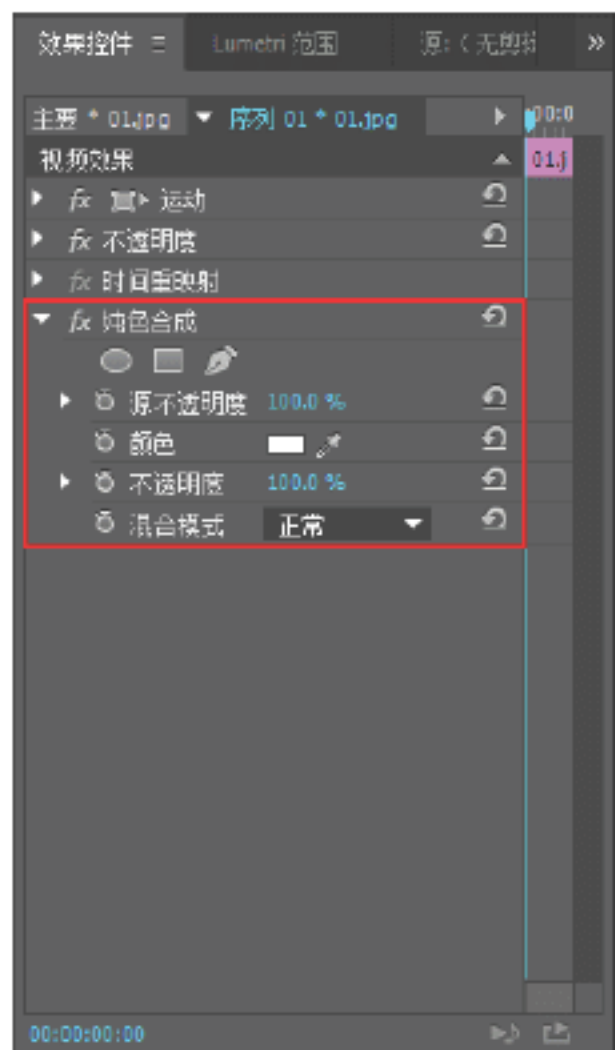 效果控件 Lumetri 范围 源:（无剪辑
主要 * 01.jpg 序列 01 * 01.jpg 00:0
视频效果 01.j
fx 运动
fx 不透明度
fx 时间重映射
fx 纯色合成
源不透明度 100.0 %
颜色
不透明度 100.0 %
混合模式 正常
00:00:00:00